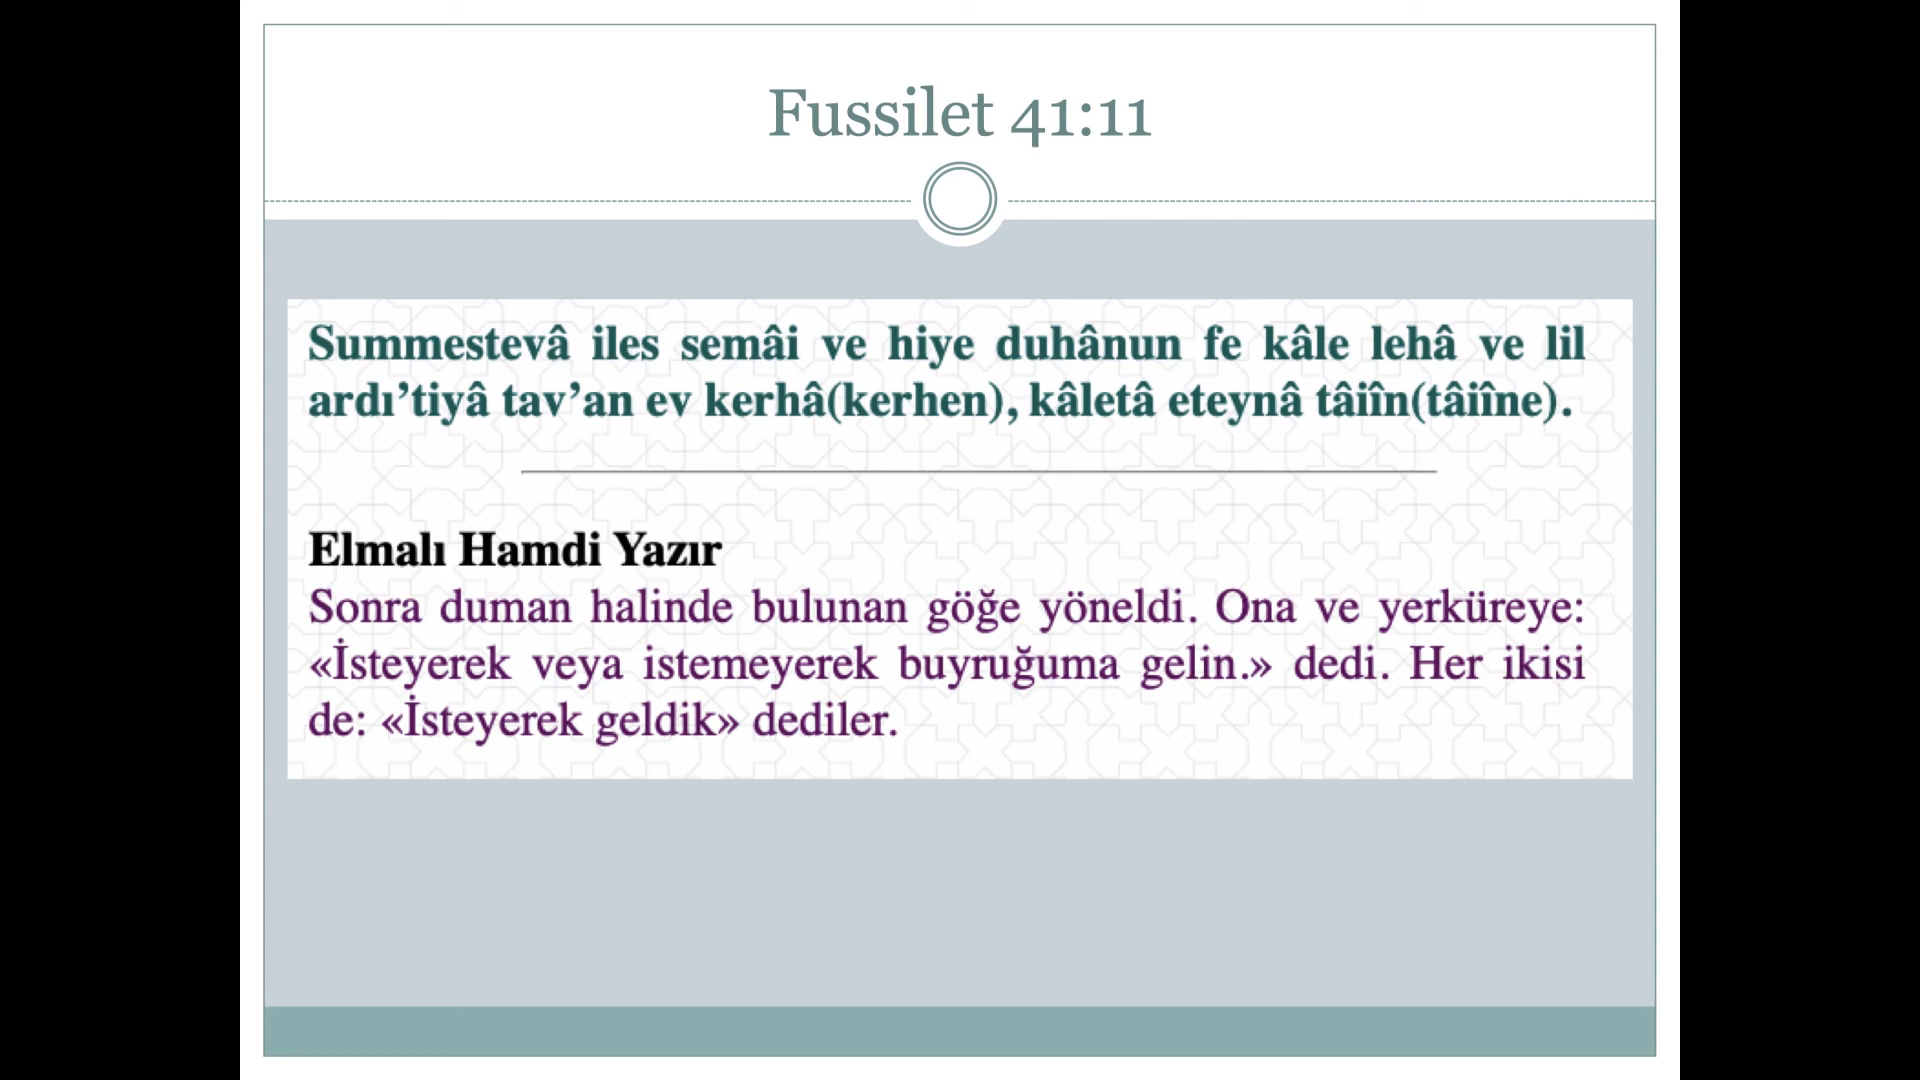 Fussilet 41:11
Summestevâ iles semâi ve hiye duhânun fe kâle lehâ ve lil
ardı’tiyâ tav’an ev kerhâ(kerhen), kâletâ eteynâ tâiîn(tâiîne).
Elmalı Hamdi Yazır
Sonra duman halinde bulunan göğe yöneldi. Ona ve yerküreye:
«İsteyerek veya istemeyerek buyruğuma gelin.» dedi. Her ikisi
de: «İsteyerek geldik» dediler.